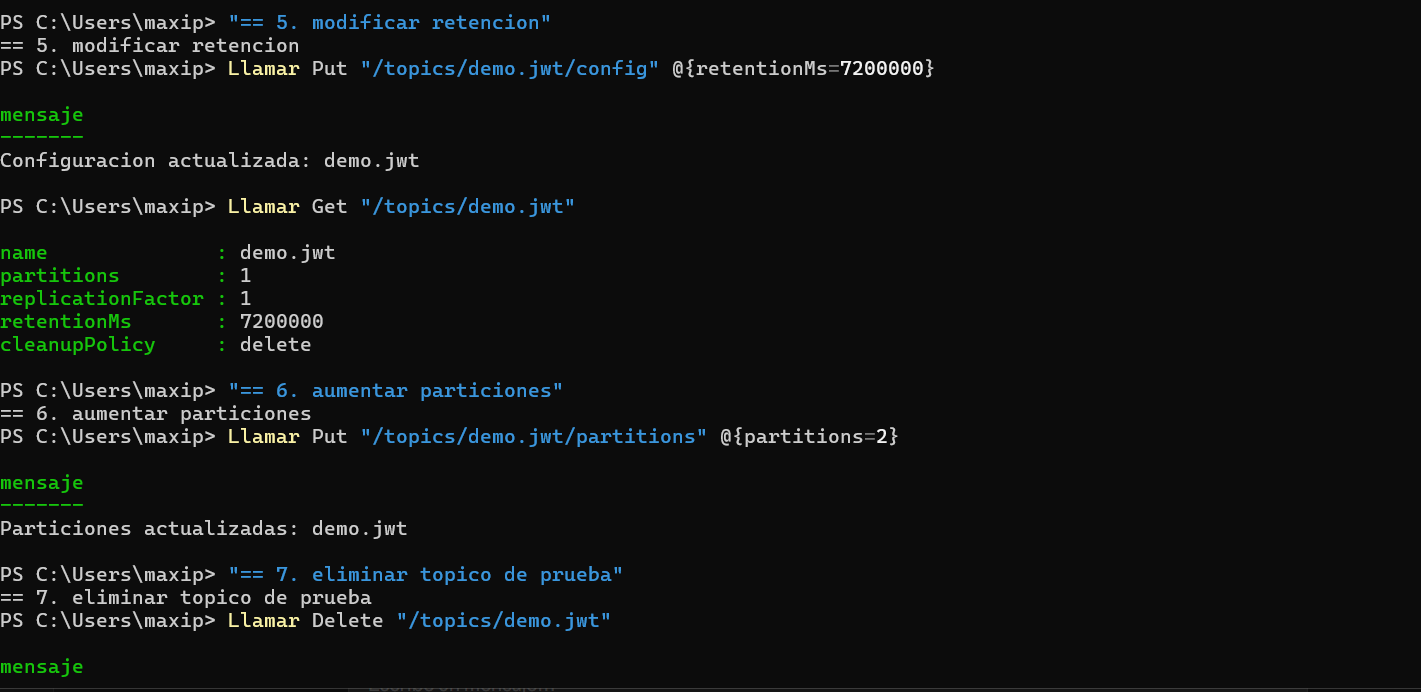 PS C:\Users\maxip> "== 5. modificar retencion"
== 5. modificar retencion
PS C:\Users\maxip> Llamar Put "/topics/demo.jwt/config" @{retentionMs=7200000}
mensaje
-------
Configuracion actualizada: demo.jwt
PS C:\Users\maxip> Llamar Get "/topics/demo.jwt"
name              : demo.jwt
partitions        : 1
replicationFactor : 1
retentionMs       : 7200000
cleanupPolicy     : delete
PS C:\Users\maxip> "== 6. aumentar particiones"
== 6. aumentar particiones
PS C:\Users\maxip> Llamar Put "/topics/demo.jwt/partitions" @{partitions=2}
mensaje
-------
Particiones actualizadas: demo.jwt
PS C:\Users\maxip> "== 7. eliminar topico de prueba"
== 7. eliminar topico de prueba
PS C:\Users\maxip> Llamar Delete "/topics/demo.jwt"
mensaje